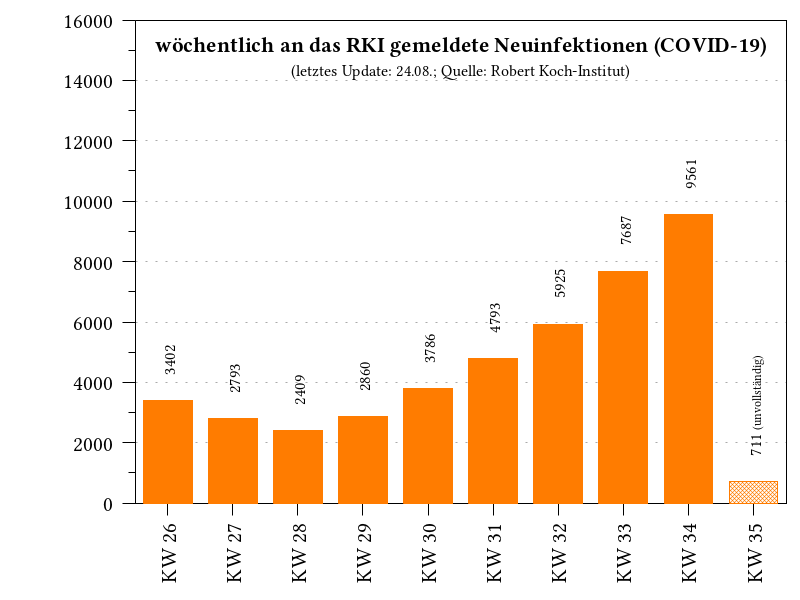 wöchentlich an das RKI gemeldete Neuinfektionen (COVID-19)
(letztes Update: 24.08.; Quelle: Robert Koch-Institut)
16000
14000
12000
10000
8000
6000
4000
2000
0
3402
2793
2409
2860
3786
4793
5925
7687
9561
711 (unvollständig)
KW 26
KW 27
KW 28
KW 29
KW 30
KW 31
KW 32
KW 33
KW 34
KW 35